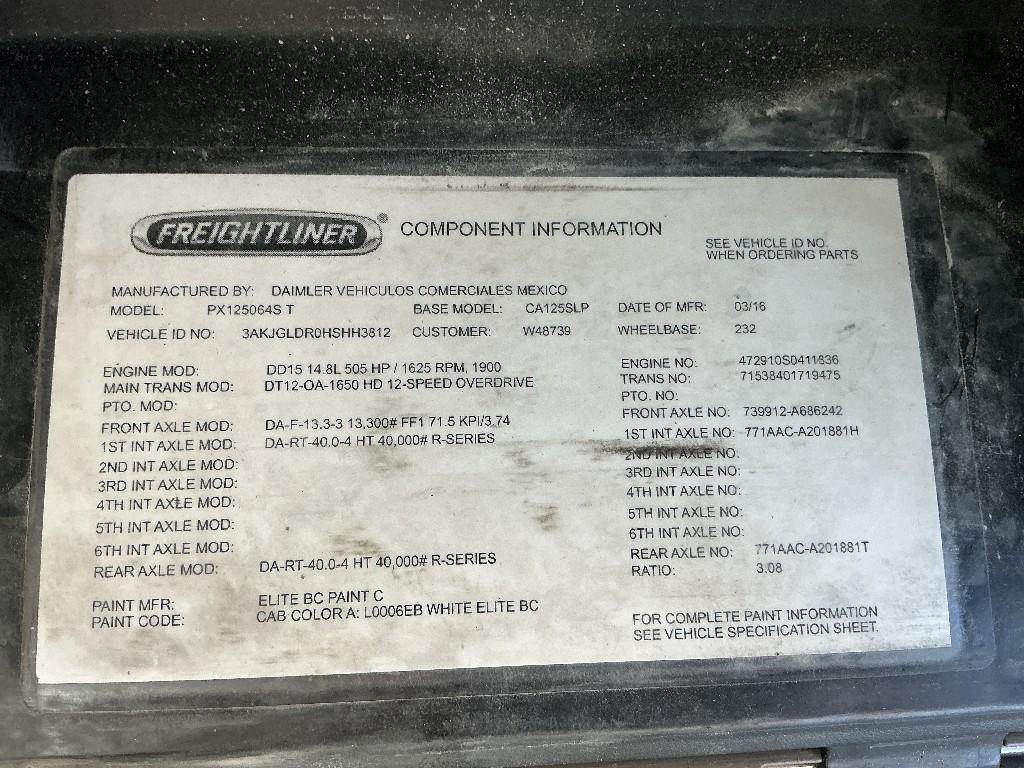 FREIGHTLINER® COMPONENT INFORMATION
SEE VEHICLE ID NO.
WHEN ORDERING PARTS
MANUFACTURED BY: DAIMLER VEHICULOS COMERCIALES MEXICO
MODEL: PX125064S T BASE MODEL: CA125SLP DATE OF MFR: 03/16
VEHICLE ID NO: 3AKJGLDR0HSHH3812 CUSTOMER: W48739 WHEELBASE: 232
ENGINE MOD: DD15 14.8L 505 HP / 1625 RPM, 1900 ENGINE NO: 472910S0411836
MAIN TRANS MOD: DT12-OA-1650 HD 12-SPEED OVERDRIVE TRANS NO: 71538401719475
PTO. MOD: PTO. NO:
FRONT AXLE MOD: DA-F-13.3-3 13,300# FF1 71.5 KPI/3.74 FRONT AXLE NO: 739912-A686242
1ST INT AXLE MOD: DA-RT-40.0-4 HT 40,000# R-SERIES 1ST INT AXLE NO: 771AAC-A201881H
2ND INT AXLE MOD: 2ND INT AXLE NO:
3RD INT AXLE MOD: 3RD INT AXLE NO:
4TH INT AXLE MOD: 4TH INT AXLE NO:
5TH INT AXLE MOD: 5TH INT AXLE NO:
6TH INT AXLE MOD: 6TH INT AXLE NO:
REAR AXLE MOD: DA-RT-40.0-4 HT 40,000# R-SERIES REAR AXLE NO: 771AAC-A201881T
RATIO: 3.08
PAINT MFR: ELITE BC PAINT C
PAINT CODE: CAB COLOR A: L0006EB WHITE ELITE BC
FOR COMPLETE PAINT INFORMATION
SEE VEHICLE SPECIFICATION SHEET.